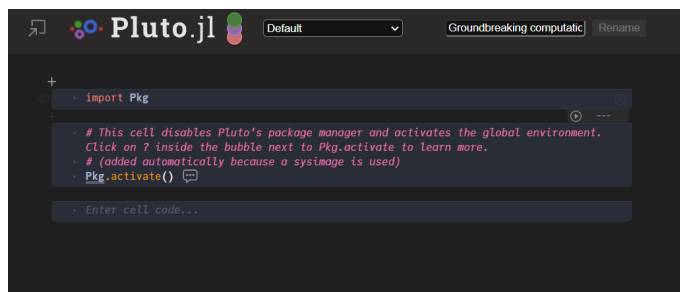 Pluto.jl
Default
Groundbreaking computatic
Rename
import Pkg
---
# This cell disables Pluto's package manager and activates the global environment.
Click on ? inside the bubble next to Pkg.activate to learn more.
# (added automatically because a sysimage is used)
Pkg.activate()
Enter cell code...